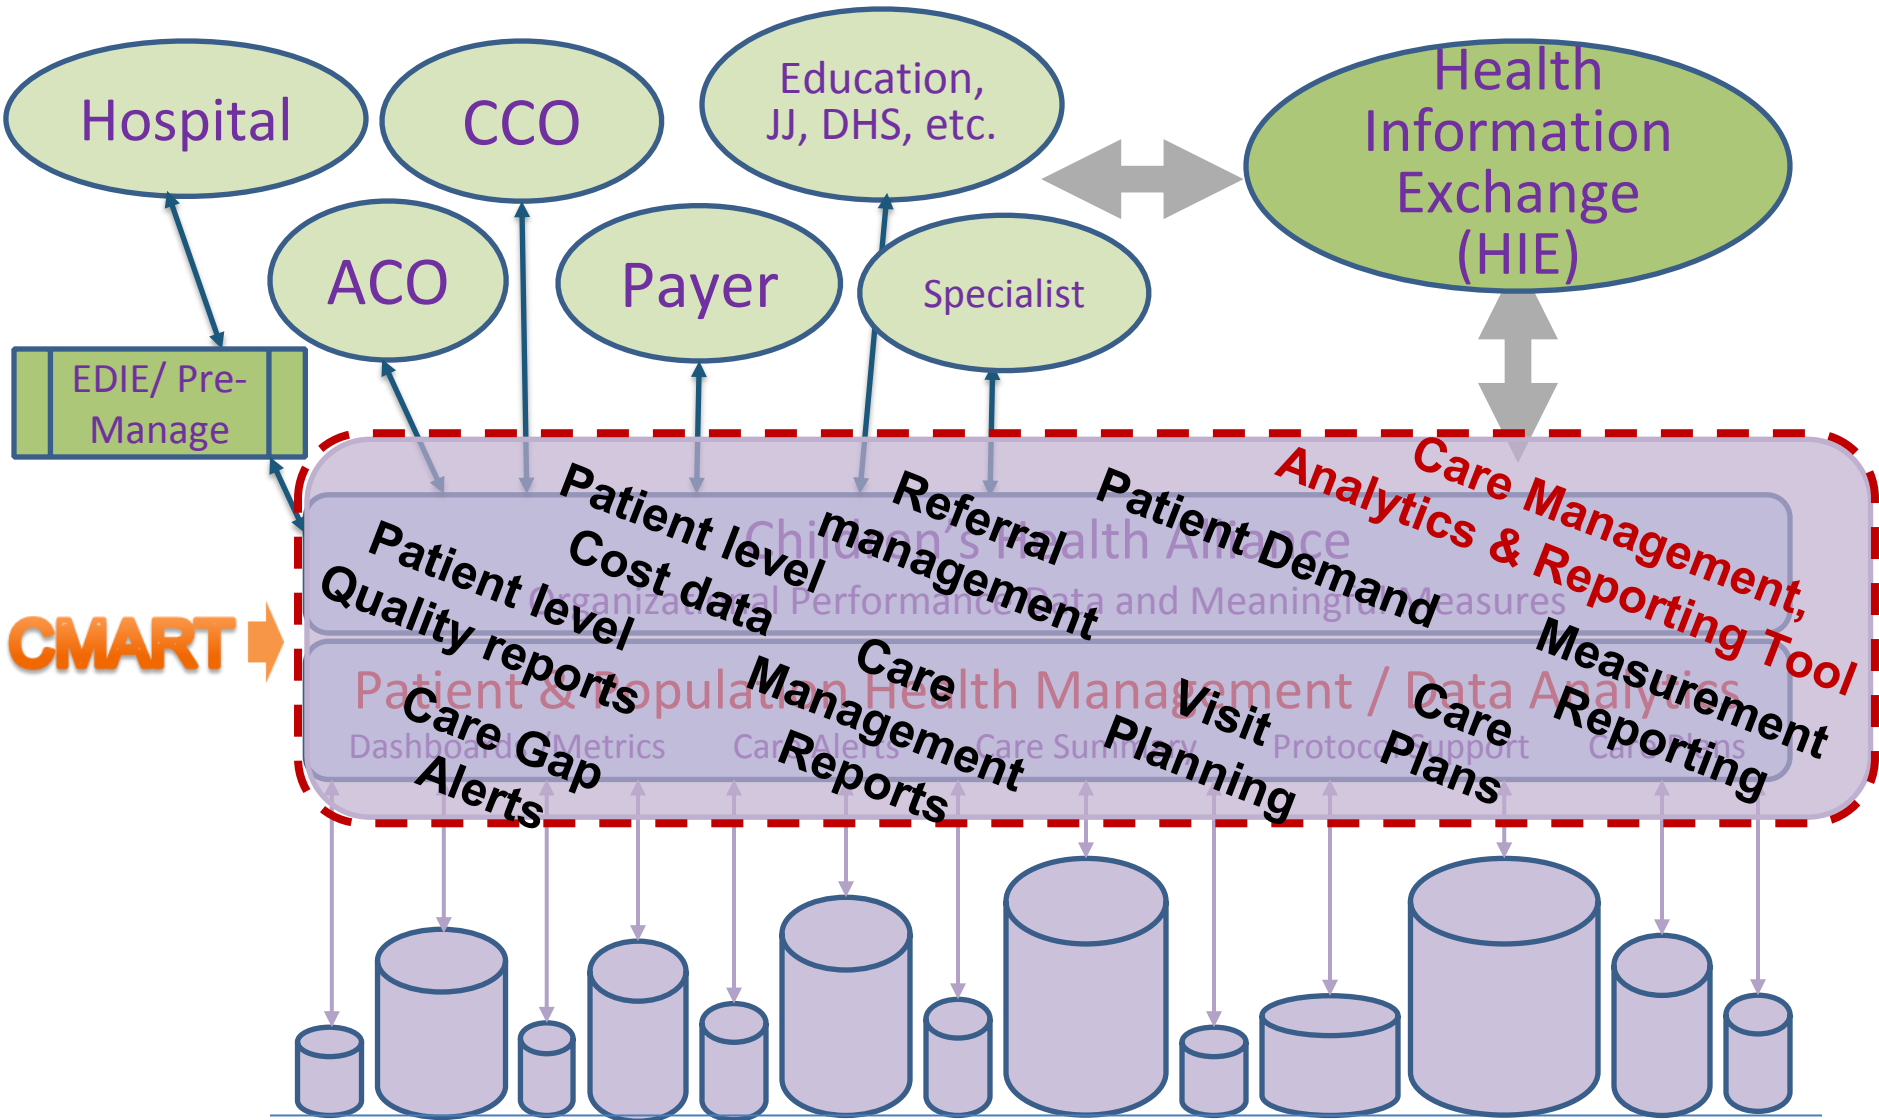 Hospital
CCO
Education,
JJ, DHS, etc.
Health
Information
Exchange
(HIE)
ACO
Payer
Specialist
EDIE/ Pre-
Manage
Care Management,
Analytics & Reporting Tool
Patient level
Cost data
Referral
management
Patient Demand
Children's Health Alliance
Organizational Performance Data and Meaningful Measures
Patient level
Quality reports
CMART
Patient & Population Health Management / Data Analytics
Dashboards/Metrics
Care Alerts
Care Summary
Protocol Support
Care Plans
Care Gap
Alerts
Care
Management
Reports
Visit
Planning
Care
Plans
Measurement
Reporting